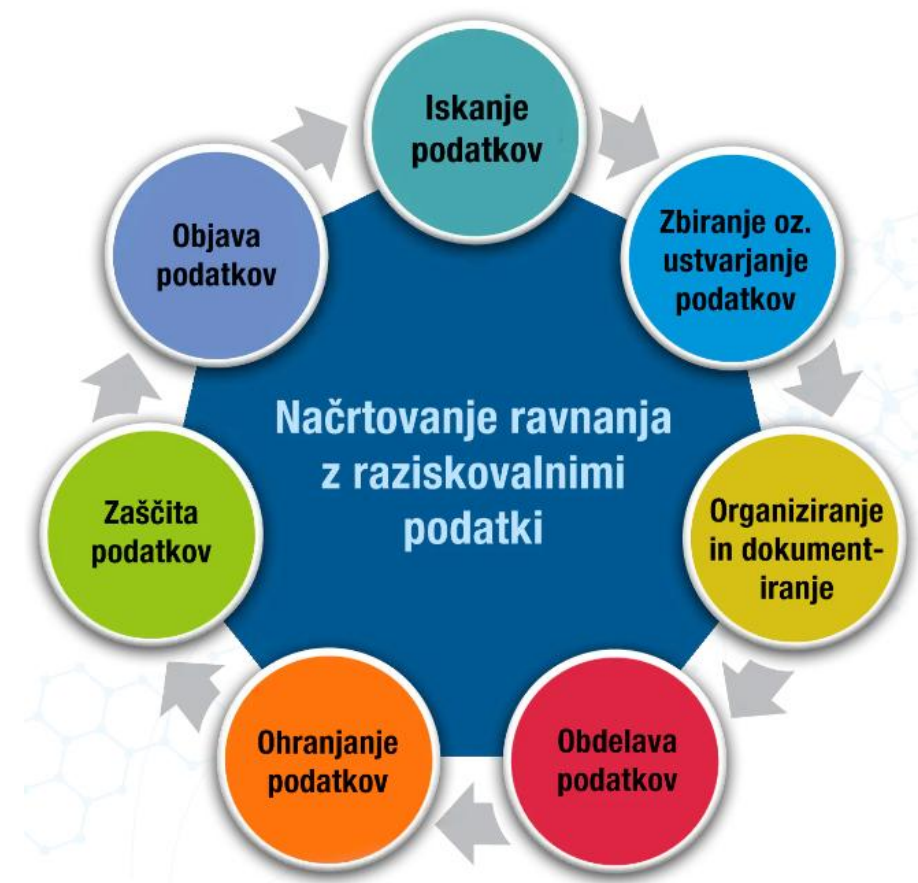 Iskanje
podatkov
Zbiranje oz.
ustvarjanje
podatkov
Organiziranje
in dokument-
iranje
Obdelava
podatkov
Ohranjanje
podatkov
Zaščita
podatkov
Objava
podatkov
Načrtovanje ravnanja
z raziskovalnimi
podatki